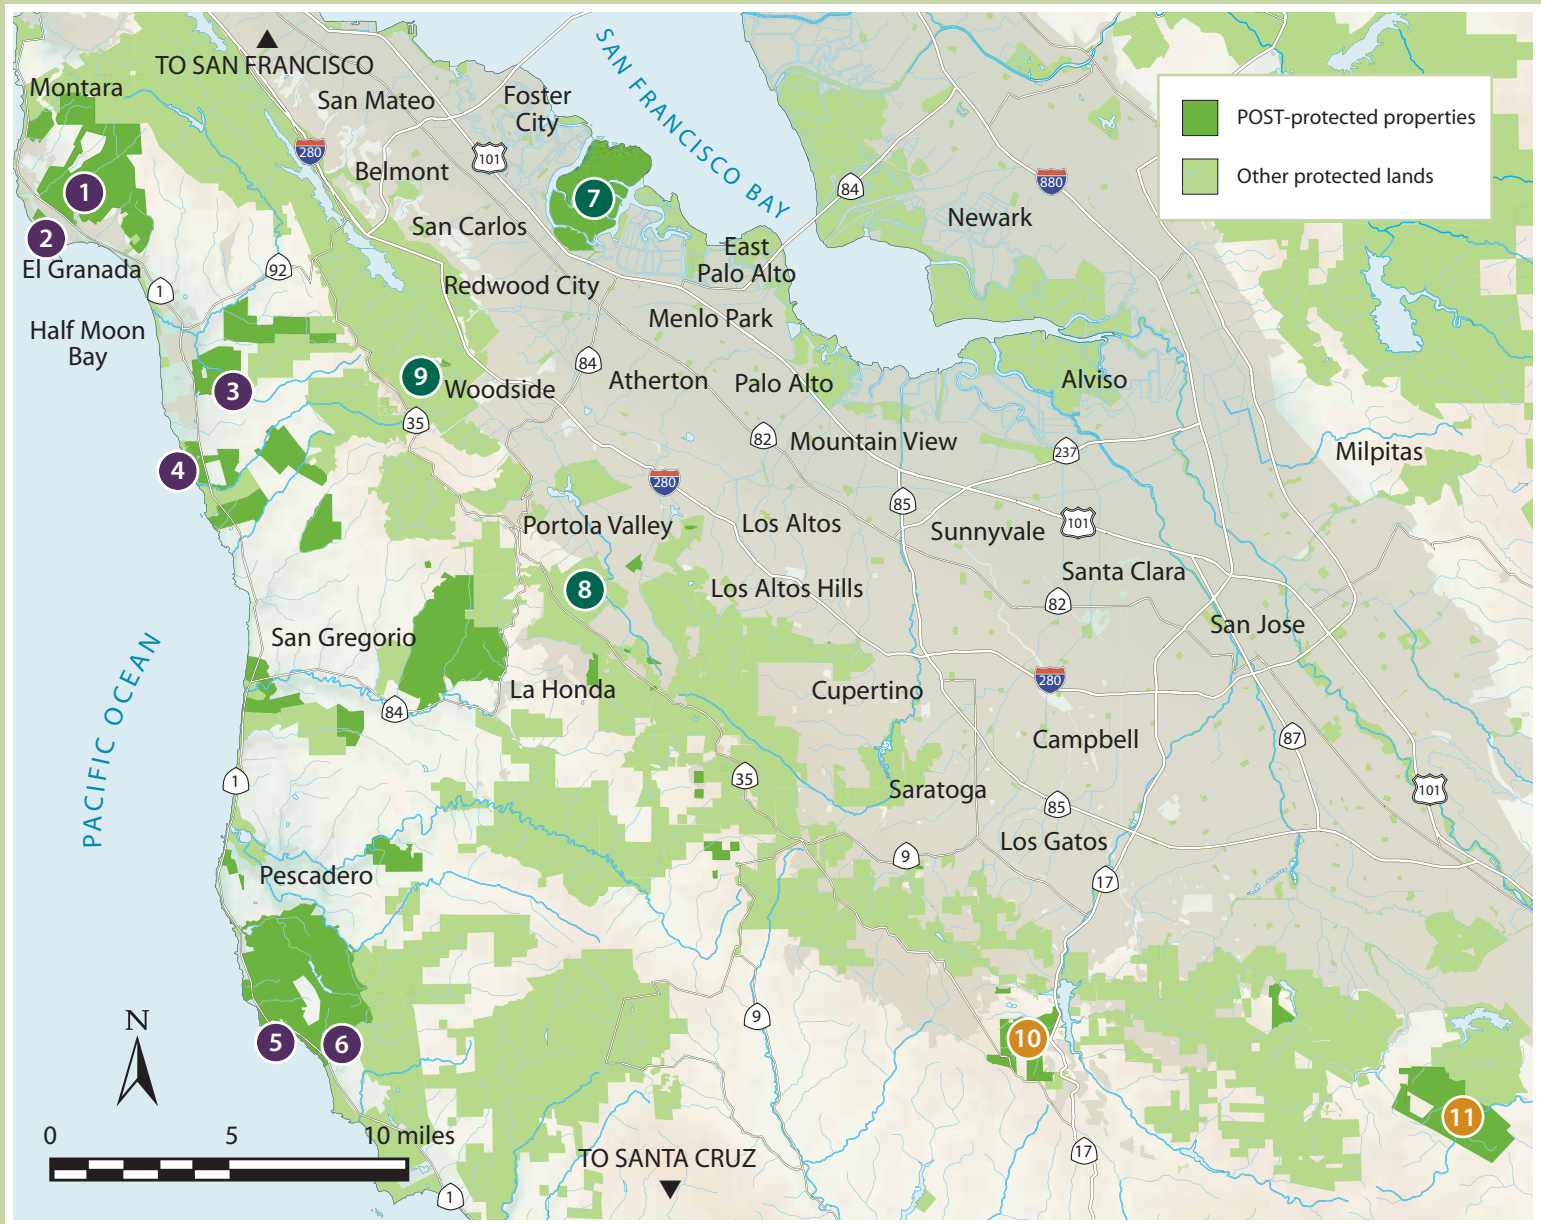 TO SAN FRANCISCO
Montara
San Mateo
Foster
City
SAN FRANCISCO BAY
POST-protected properties
Other protected lands
280
101
Belmont
84
880
1
7
Newark
San Carlos
2
East
Palo Alto
El Granada
92
Redwood City
1
Half Moon
Bay
Menlo Park
84
3
9
Woodside
Atherton
Palo Alto
Alviso
35
82
Mountain View
237
Milpitas
4
280
85
Portola Valley
Los Altos
Sunnyvale
101
Santa Clara
8
Los Altos Hills
82
San Jose
San Gregorio
PACIFIC OCEAN
La Honda
Cupertino
280
84
Campbell
87
1
35
Saratoga
85
101
Los Gatos
9
Pescadero
17
9
N
5
6
10
11
0
5
10 miles
17
TO SANTA CRUZ
1